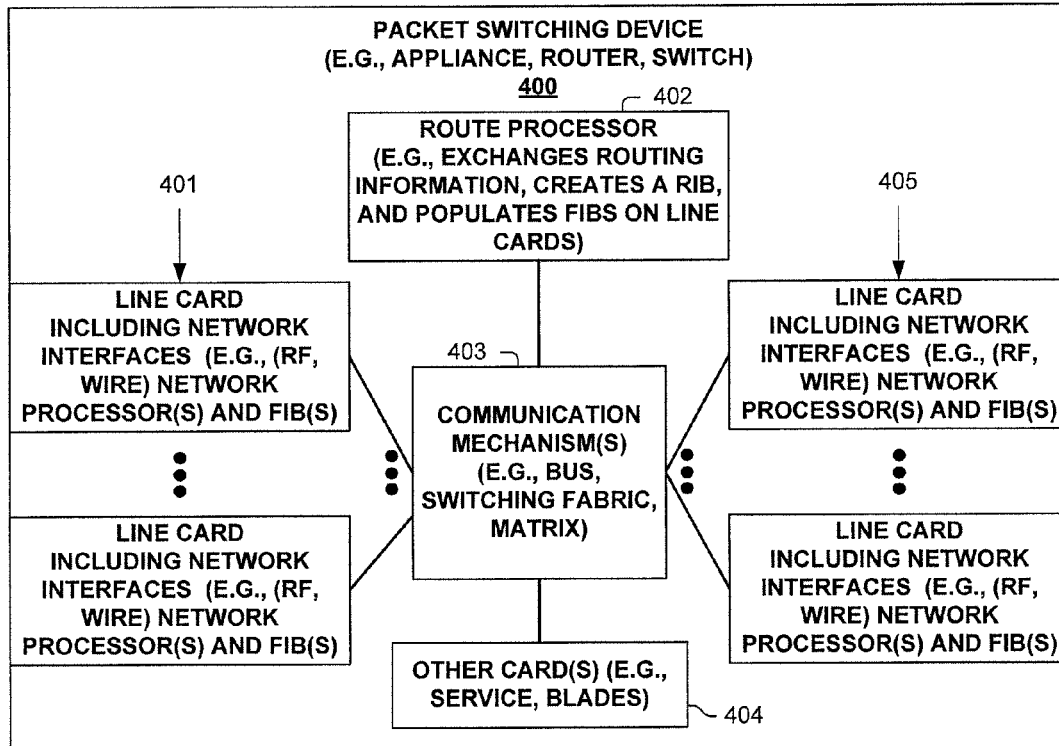 PACKET SWITCHING DEVICE
(E.G., APPLIANCE, ROUTER, SWITCH)
400
402
ROUTE PROCESSOR
(E.G., EXCHANGES ROUTING
INFORMATION, CREATES A RIB,
AND POPULATES FIBS ON LINE
CARDS)
401
LINE CARD
INCLUDING NETWORK
INTERFACES (E.G., (RF,
WIRE) NETWORK
PROCESSOR(S) AND FIB(S)
LINE CARD
INCLUDING NETWORK
INTERFACES (E.G., (RF,
WIRE) NETWORK
PROCESSOR(S) AND FIB(S)
403
COMMUNICATION
MECHANISM(S)
(E.G., BUS,
SWITCHING FABRIC,
MATRIX)
405
LINE CARD
INCLUDING NETWORK
INTERFACES (E.G., (RF,
WIRE) NETWORK
PROCESSOR(S) AND FIB(S)
LINE CARD
INCLUDING NETWORK
INTERFACES (E.G., (RF,
WIRE) NETWORK
PROCESSOR(S) AND FIB(S)
OTHER CARD(S) (E.G.,
SERVICE, BLADES)
404